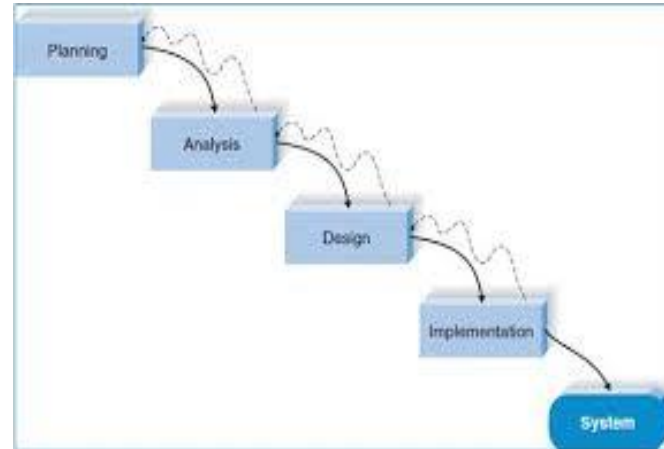 Planning
Analysis
Design
Implementation
System